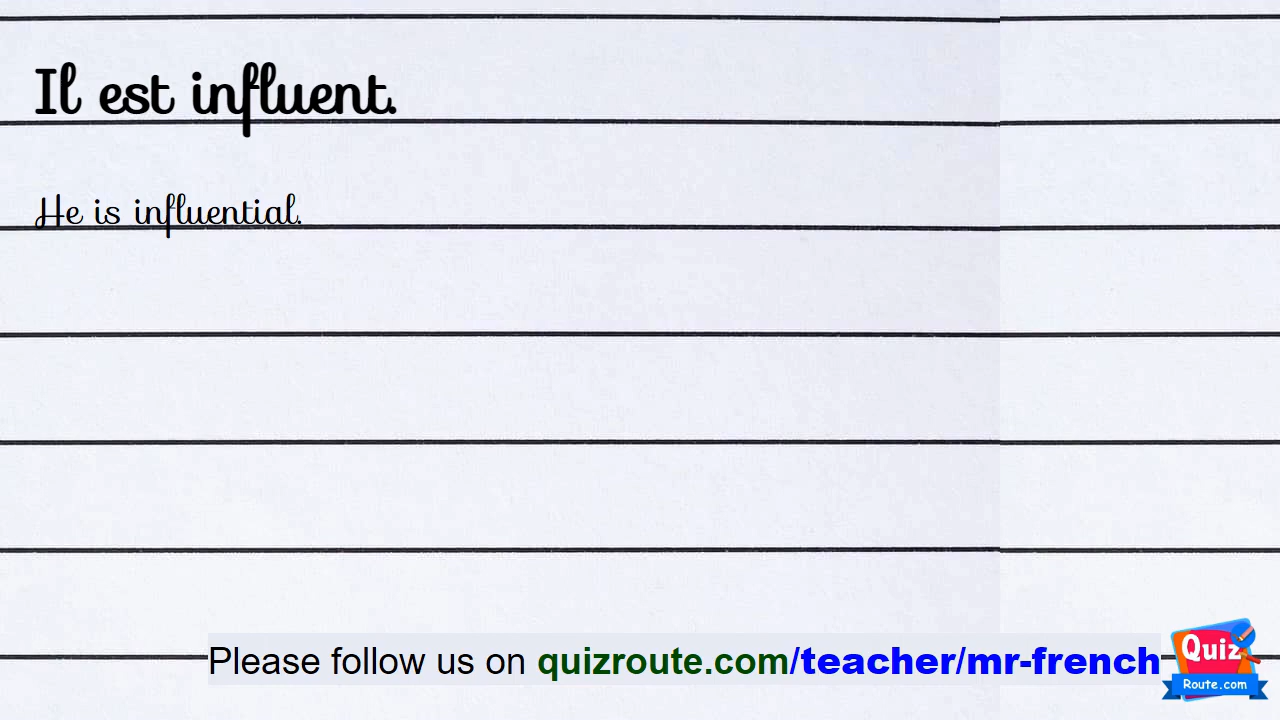 Il est influent.
He is influential.
Please follow us on quizroute.com/teacher/mr-french
Quiz
Route.com